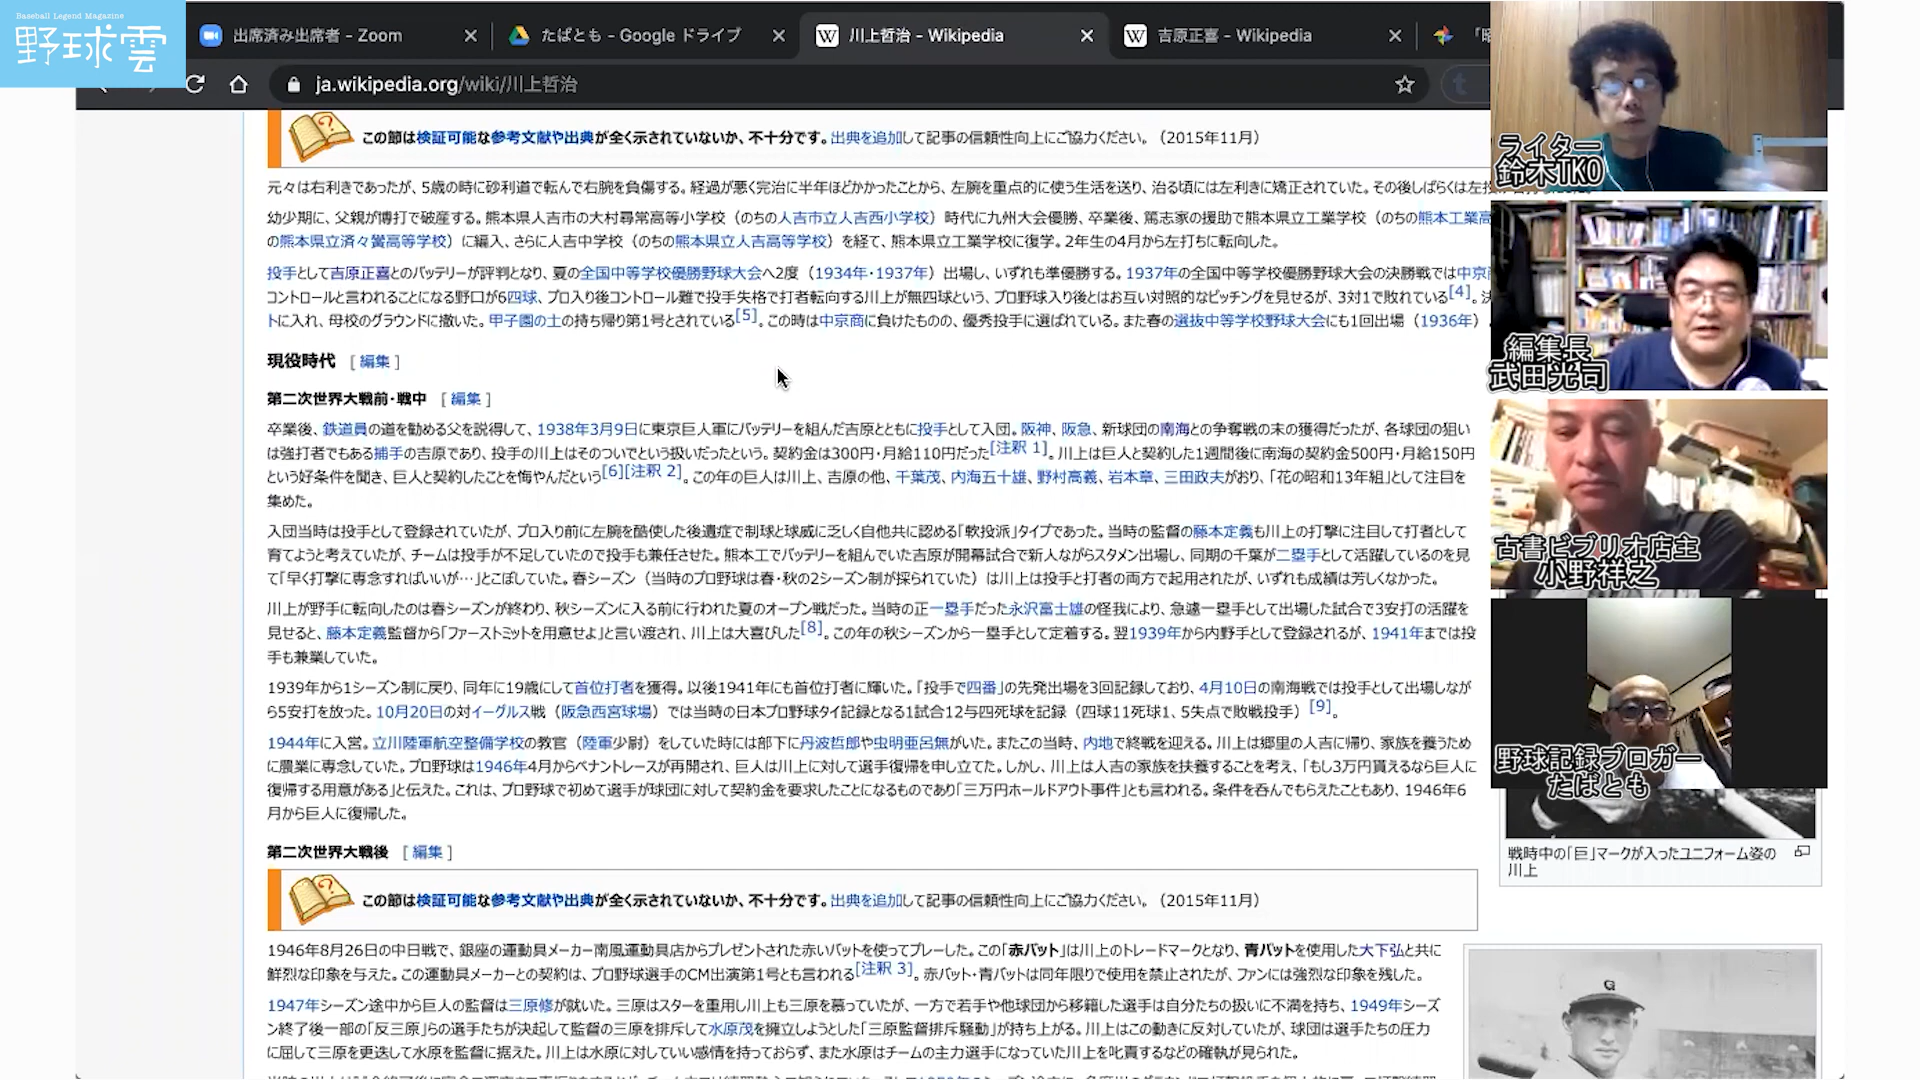 Baseball Legend Magazine
野球雲
出席済み出席者 - Zoom
たばとも - Google ドライブ
川上哲治 - Wikipedia
吉原正喜 - Wikipedia
ja.wikipedia.org/wiki/川上哲治
この節は検証可能な参考文献や出典が全く示されていないか、不十分です。出典を追加して記事の信頼性向上にご協力ください。（2015年11月）
元々は右利きであったが、5歳の時に砂利道で転んで右腕を負傷する。経過が悪く完治に半年ほどかかったことから、左腕を重点的に使う生活を送り、治る頃には左利きに矯正されていた。その後しばらくは左
幼少期に、父親が博打で破産する。熊本県人吉市の大村尋常高等小学校（のちの人吉市立人吉西小学校）時代に九州大会優勝、卒業後、篤志家の援助で熊本県立工業学校（のちの熊本工業高
の熊本県立済々黌高等学校）に編入、さらに人吉中学校（のちの熊本県立人吉高等学校）を経て、熊本県立工業学校に復学。2年生の4月から左打ちに転向した。
投手として吉原正喜とのバッテリーが評判となり、夏の全国中等学校優勝野球大会へ2度（1934年・1937年）出場し、いずれも準優勝する。1937年の全国中等学校優勝野球大会の決勝戦では中京
コントロールと言われることになる野口が6四球、プロ入り後コントロール難で投手失格で打者転向する川上が無四球という、プロ野球入り後とはお互い対照的なピッチングを見せるが、3対1で敗れている[4]。
トに入れ、母校のグラウンドに撒いた。甲子園の土の持ち帰り第1号とされている[5]。この時は中京商に負けたものの、優秀投手に選ばれている。また春の選抜中等学校野球大会にも1回出場（1936年）
現役時代 [ 編集 ]
第二次世界大戦前・戦中 [ 編集 ]
卒業後、鉄道員の道を勧める父を説得して、1938年3月9日に東京巨人軍にバッテリーを組んだ吉原とともに投手として入団。阪神、阪急、新球団の南海との争奪戦の末の獲得だったが、各球団の狙い
は強打者でもある捕手の吉原であり、投手の川上はそのついでという扱いだったという。契約金は300円・月給110円だった[注釈 1]。川上は巨人と契約した1週間後に南海の契約金500円・月給150円
という好条件を聞き、巨人と契約したことを悔やんだという[6][注釈 2]。この年の巨人は川上、吉原の他、千葉茂、内海五十雄、野村高義、岩本章、三田政夫がおり、「花の昭和13年組」として注目を
集めた。
入団当時は投手として登録されていたが、プロ入り前に左腕を酷使した後遺症で制球と球威に乏しく自他共に認める「軟投派」タイプであった。当時の監督の藤本定義も川上の打撃に注目して打者として
育てようと考えていたが、チームは投手が不足していたので投手も兼任させた。熊本工でバッテリーを組んでいた吉原が開幕試合で新人ながらスタメン出場し、同期の千葉が二塁手として活躍しているのを見
て「早く打撃に専念すればいいが…」とこぼしていた。春シーズン（当時のプロ野球は春・秋の2シーズン制が採られていた）は川上は投手と打者の両方で起用されたが、いずれも成績は芳しくなかった。
川上が野手に転向したのは春シーズンが終わり、秋シーズンに入る前に行われた夏のオープン戦だった。当時の正一塁手だった永沢富士雄の怪我により、急遽一塁手として出場した試合で3安打の活躍を
見せると、藤本定義監督から「ファーストミットを用意せよ」と言い渡され、川上は大喜びした[8]。この年の秋シーズンから一塁手として定着する。翌1939年から内野手として登録されるが、1941年までは投
手も兼業していた。
1939年から1シーズン制に戻り、同年に19歳にして首位打者を獲得。以後1941年にも首位打者に輝いた。「投手で四番」の先発出場を3回記録しており、4月10日の南海戦では投手として出場しなが
ら5安打を放った。10月20日の対イーグルス戦（阪急西宮球場）では当時の日本プロ野球タイ記録となる1試合12与四死球を記録（四球11死球1、5失点で敗戦投手）[9]。
1944年に入営。立川陸軍航空整備学校の教官（陸軍少尉）をしていた時には部下に丹波哲郎や虫明亜呂無がいた。またこの当時、内地で終戦を迎える。川上は郷里の人吉に帰り、家族を養うため
に農業に専念していた。プロ野球は1946年4月からペナントレースが再開され、巨人は川上に対して選手復帰を申し立てた。しかし、川上は人吉の家族を扶養することを考え、「もし3万円貰えるなら巨人に
復帰する用意がある」と伝えた。これは、プロ野球で初めて選手が球団に対して契約金を要求したことになるものであり「三万円ホールドアウト事件」とも言われる。条件を呑んでもらえたこともあり、1946年6
月から巨人に復帰した。
第二次世界大戦後 [ 編集 ]
この節は検証可能な参考文献や出典が全く示されていないか、不十分です。出典を追加して記事の信頼性向上にご協力ください。（2015年11月）
1946年8月26日の中日戦で、銀座の運動具メーカー南風運動具店からプレゼントされた赤いバットを使ってプレーした。この「赤バット」は川上のトレードマークとなり、青バットを使用した大下弘と共に
鮮烈な印象を与えた。この運動具メーカーとの契約は、プロ野球選手のCM出演第1号とも言われる[注釈 3]。赤バット・青バットは同年限りで使用を禁止されたが、ファンには強烈な印象を残した。
1947年シーズン途中から巨人の監督は三原修が就いた。三原はスターを重用し川上も三原を慕っていたが、一方で若手や他球団から移籍した選手は自分たちの扱いに不満を持ち、1949年シーズ
ン終了後一部の「反三原」らの選手たちが決起して監督の三原を排斥して水原茂を擁立しようとした「三原監督排斥騒動」が持ち上がる。川上はこの動きに反対していたが、球団は選手たちの圧力
に屈して三原を更迭して水原を監督に据えた。川上は水原に対していい感情を持っておらず、また水原はチームの主力選手になっていた川上を叱責するなどの確執が見られた。
ライター
鈴木TKO
編集長
武田光司
古書ビブリオ店主
小野祥之
野球記録ブロガー
たばとも
戦時中の「巨」マークが入ったユニフォーム姿の
川上
G